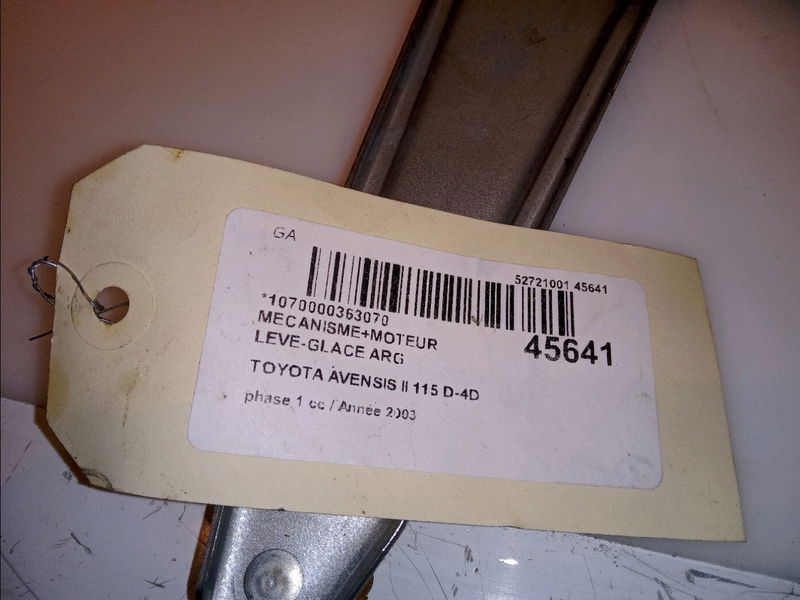 GA
52721001 45641
*1070000363070
MECANISME+MOTEUR
LEVE-GLACE ARG
45641
TOYOTA AVENSIS II 115 D-4D
phase 1 cc / Année 2003